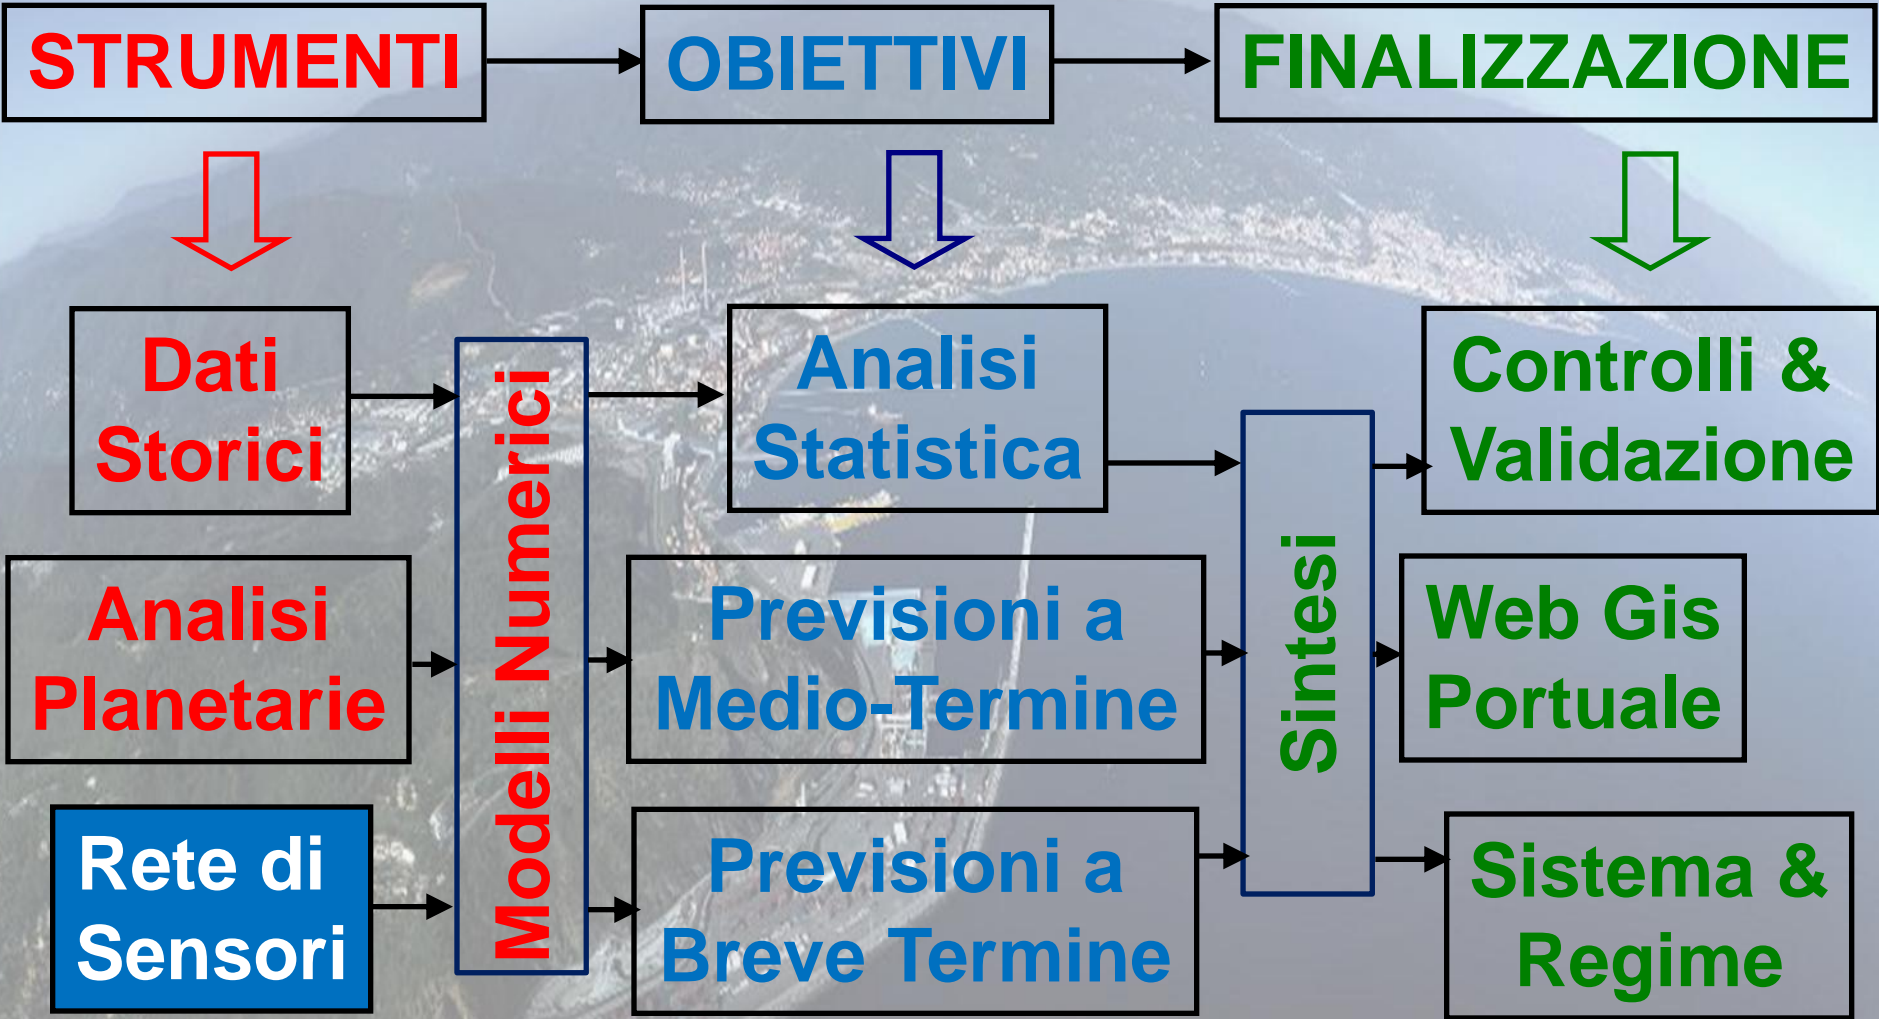 STRUMENTI
OBIETTIVI
FINALIZZAZIONE
Dati
Storici
Modelli Numerici
Analisi
Statistica
Sintesi
Controlli &
Validazione
Analisi
Planetarie
Previsioni a
Medio-Termine
Web Gis
Portuale
Rete di
Sensori
Previsioni a
Breve Termine
Sistema &
Regime